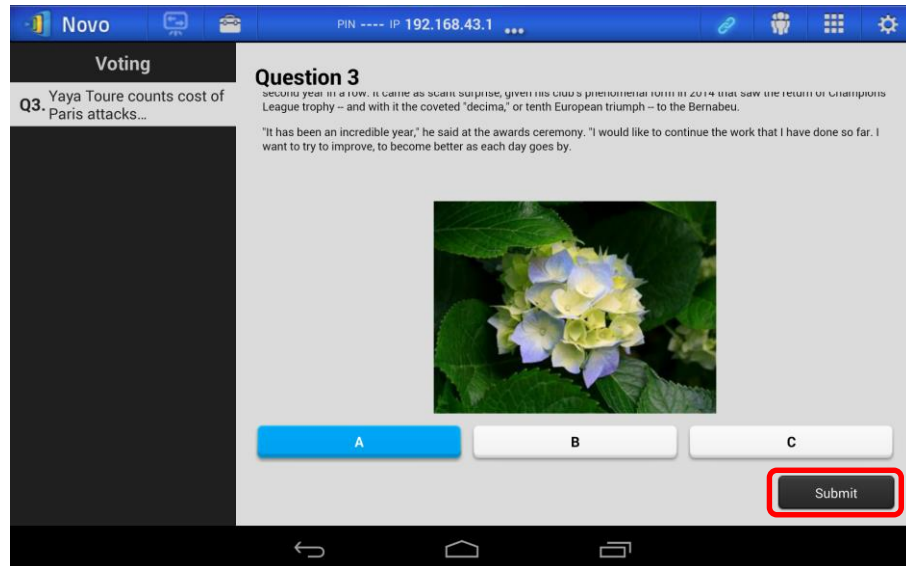 Novo
PIN ---- IP 192.168.43.1 ...
Voting
Q3. Yaya Toure counts cost of
Paris attacks...
Question 3
second year in a row. It came as scant surprise, given his club's phenomenal form in 2014 that saw the return of Champions
League trophy -- and with it the coveted "decima," or tenth European triumph -- to the Bernabeu.
"It has been an incredible year," he said at the awards ceremony. "I would like to continue the work that I have done so far. I
want to try to improve, to become better as each day goes by.
A
B
C
Submit